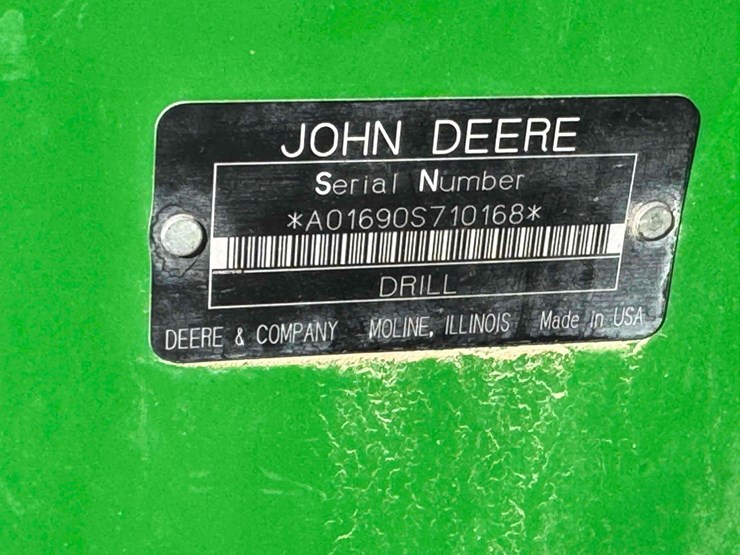 JOHN DEERE
Serial Number
*A01690S710168*
DRILL
DEERE & COMPANY MOLINE, ILLINOIS Made in USA